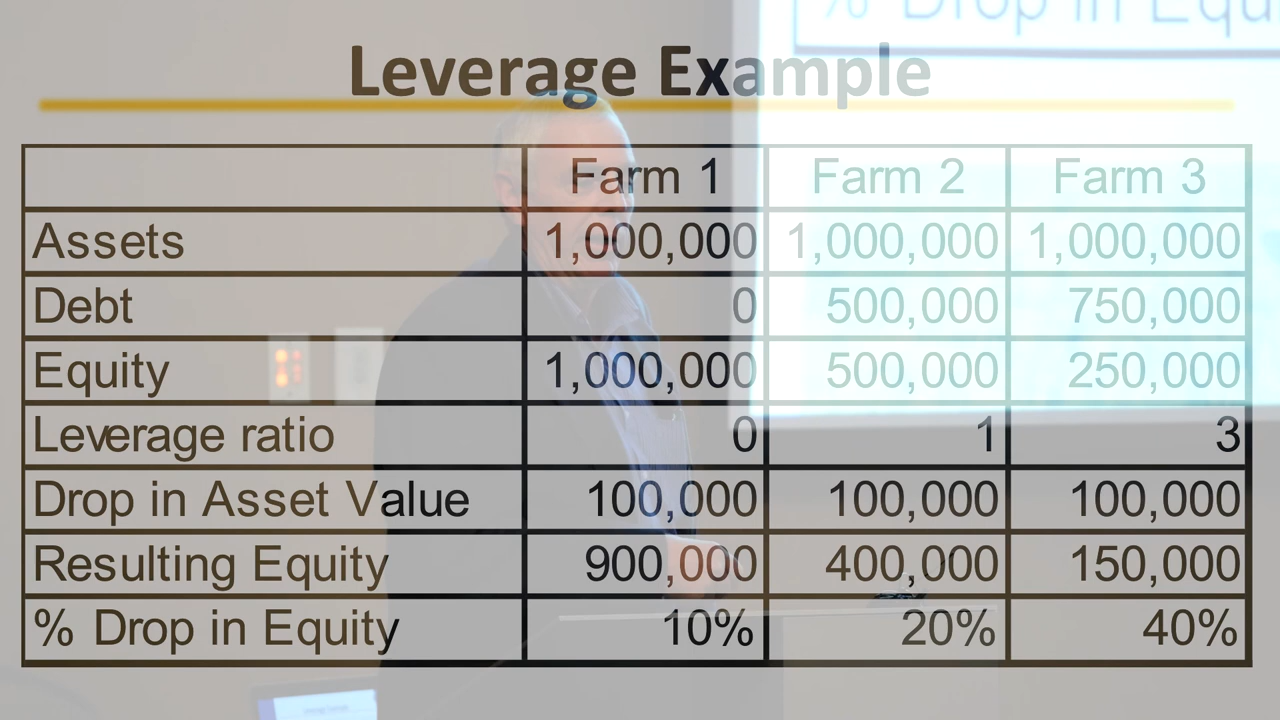 % Drop in Equ
Leverage Example
Farm 1 Farm 2 Farm 3
Assets 1,000,000 1,000,000 1,000,000
Debt 0 500,000 750,000
Equity 1,000,000 500,000 250,000
Leverage ratio 0 1 3
Drop in Asset Value 100,000 100,000 100,000
Resulting Equity 900,000 400,000 150,000
% Drop in Equity 10% 20% 40%